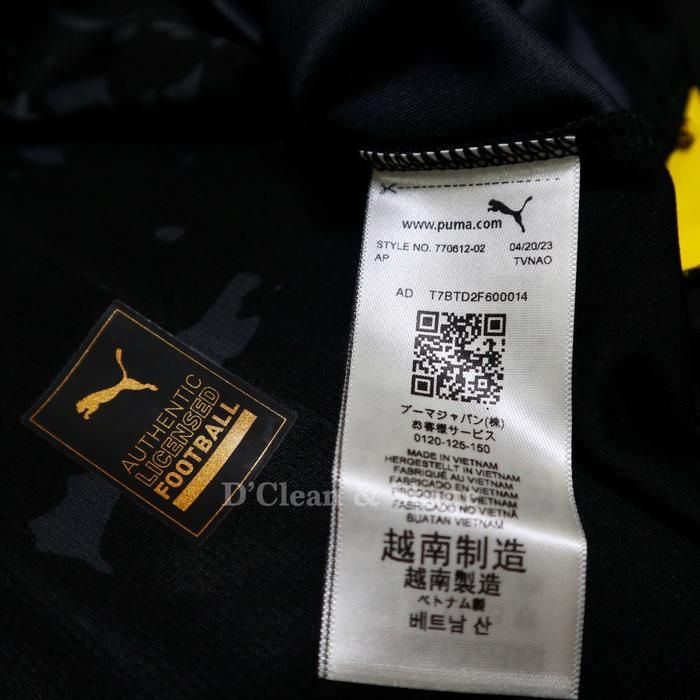 www.puma.com
STYLE NO. 770612-02 04/20/23
AP TVNAO
AD T7BTD2F600014
プーマジャパン(株)
お客様サービス
0120-125-150
MADE IN VIETNAM
HERGESTELLT IN VIETNAM
FABRIQUÉ AU VIETNAM
FABRICADO EN VIETNAM
PRODOTTO VIETNAM
FABRICADO NO VIETNÃ
BUATAN VIETNAM
越南制造
越南製造
ベトナム製
베트남 산
AUTHENTIC
LICENSED
FOOTBALL
D'Clean &